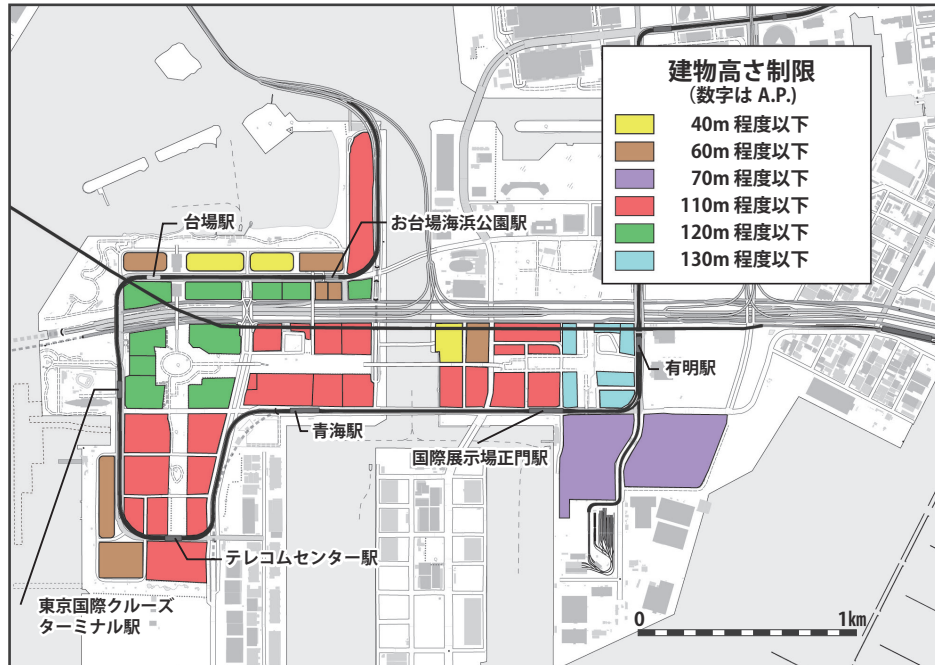 建物高さ制限
(数字は A.P.)
40m 程度以下
60m 程度以下
70m 程度以下
110m 程度以下
120m 程度以下
130m 程度以下
台場駅
お台場海浜公園駅
有明駅
青海駅
国際展示場正門駅
テレコムセンター駅
東京国際クルーズ
ターミナル駅
0 1km